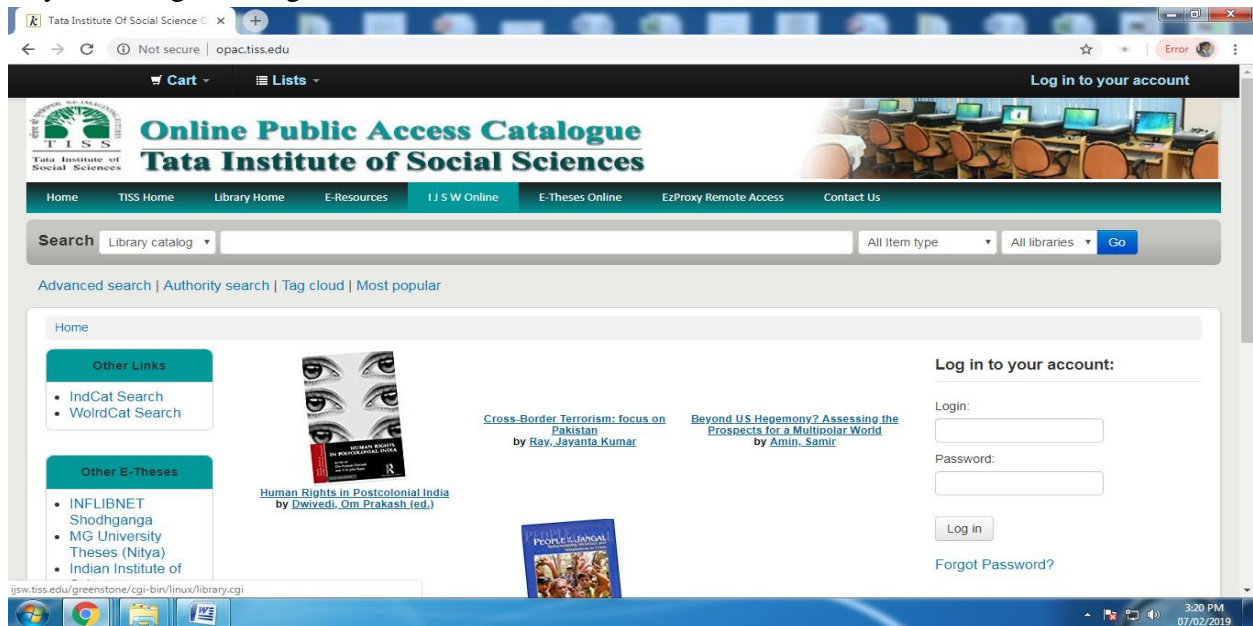 Tata Institute Of Social Science C
Not secure | opac.tiss.edu
Error
Cart
Lists
Log in to your account
T I S S
Tata Institute of
Social Sciences
Online Public Access Catalogue
Tata Institute of Social Sciences
Home TISS Home Library Home E-Resources I J S W Online E-Theses Online EzProxy Remote Access Contact Us
Search Library catalog All Item type All libraries Go
Advanced search | Authority search | Tag cloud | Most popular
Home
Other Links
IndCat Search
WolrdCat Search
Other E-Theses
INFLIBNET
Shodhganga
MG University
Theses (Nitya)
Indian Institute of
HUMAN RIGHTS
IN POSTCOLONIAL INDIA
Human Rights in Postcolonial India
by Dwivedi, Om Prakash (ed.)
Cross-Border Terrorism: focus on
Pakistan
by Ray, Jayanta Kumar
Beyond US Hegemony? Assessing the
Prospects for a Multipolar World
by Amin, Samir
PEOPLE JANGAL
Log in to your account:
Login:
Password:
Log in
Forgot Password?
ijsw.tiss.edu/greenstone/cgi-bin/linux/library.cgi
3:20 PM
07/02/2019